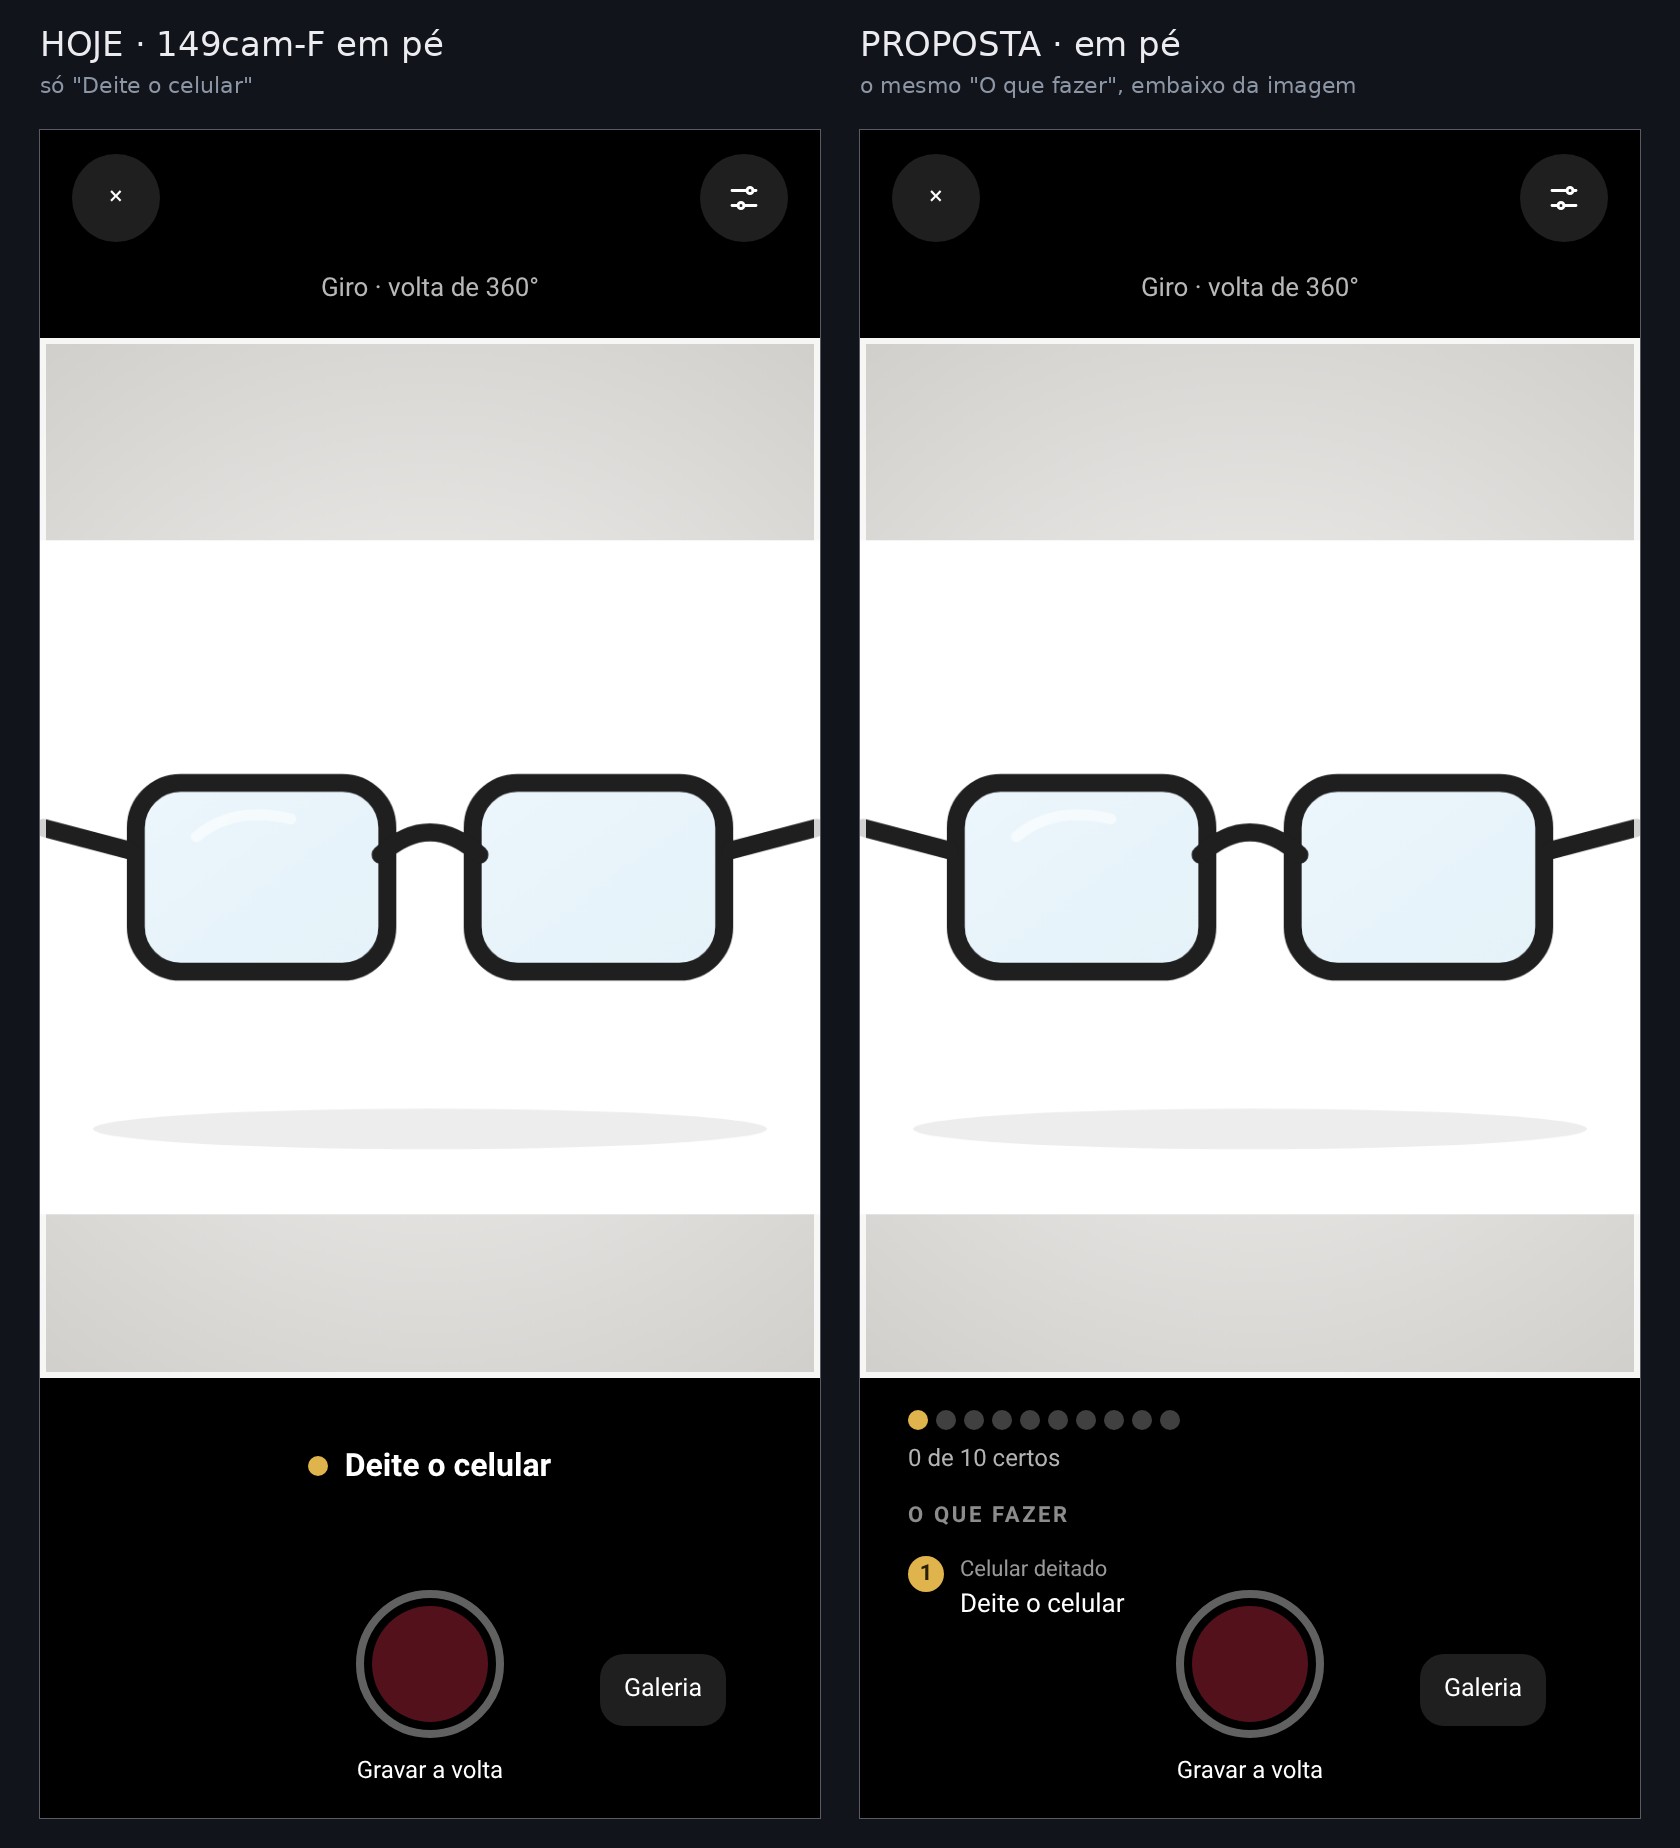 HOJE · 149cam-F em pé
só "Deite o celular"
×
Giro · volta de 360°
Deite o celular
Galeria
Gravar a volta
PROPOSTA · em pé
o mesmo "O que fazer", embaixo da imagem
×
Giro · volta de 360°
0 de 10 certos
O QUE FAZER
1
Celular deitado
Deite o celular
Galeria
Gravar a volta